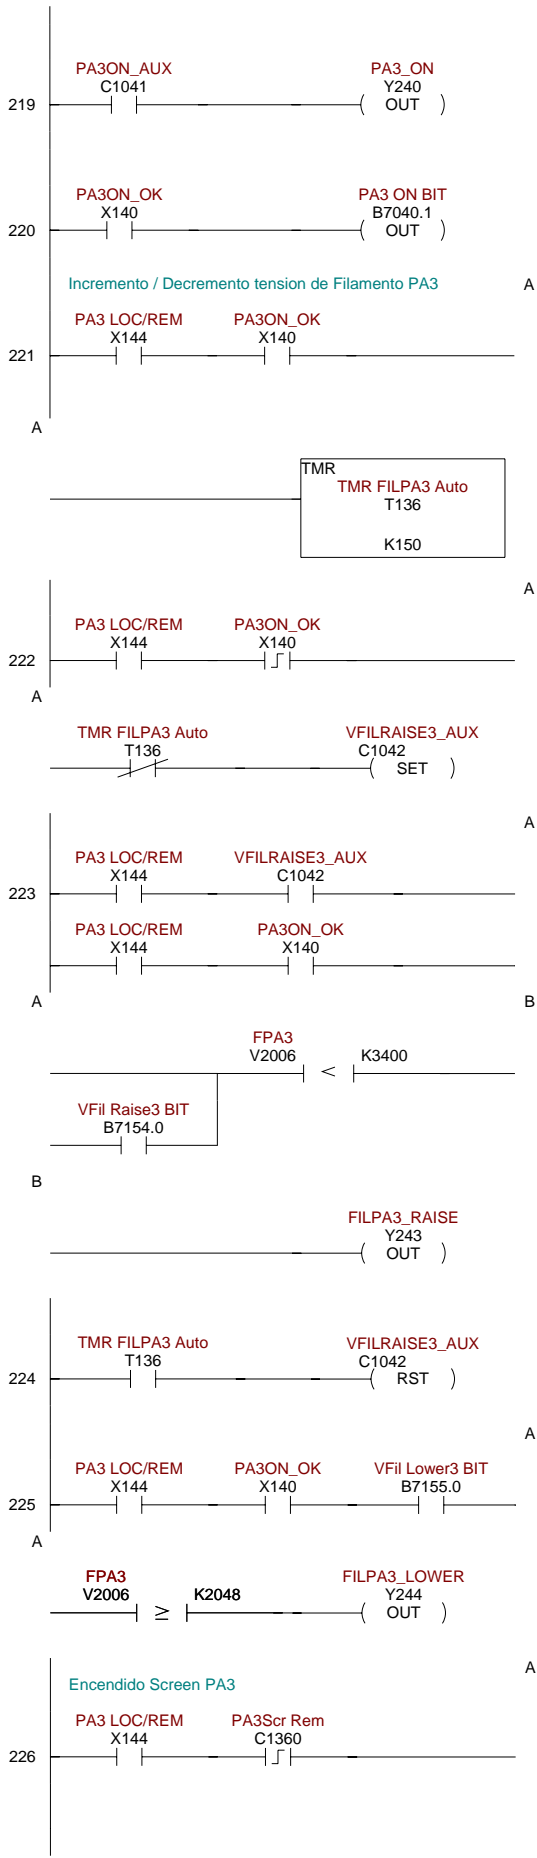 PA3ON_AUX PA3_ON
C1041 Y240
219 OUT
PA3ON_OK PA3 ON BIT
X140 B7040.1
220 OUT
Incremento / Decremento tension de Filamento PA3 A
PA3 LOC/REM PA3ON_OK
X144 X140
221
A
TMR
TMR FILPA3 Auto
T136
K150
A
PA3 LOC/REM PA3ON_OK
X144 X140
222
A
TMR FILPA3 Auto VFILRAISE3_AUX
T136 C1042
SET
A
PA3 LOC/REM VFILRAISE3_AUX
X144 C1042
223
PA3 LOC/REM PA3ON_OK
X144 X140
A B
FPA3
V2006 < K3400
VFil Raise3 BIT
B7154.0
B
FILPA3_RAISE
Y243
OUT
TMR FILPA3 Auto VFILRAISE3_AUX
T136 C1042
224 RST
A
PA3 LOC/REM PA3ON_OK VFil Lower3 BIT
X144 X140 B7155.0
225
A
FPA3 FILPA3_LOWER
V2006 ≥ K2048 Y244
OUT
A
Encendido Screen PA3
PA3 LOC/REM PA3Scr Rem
X144 C1360
226